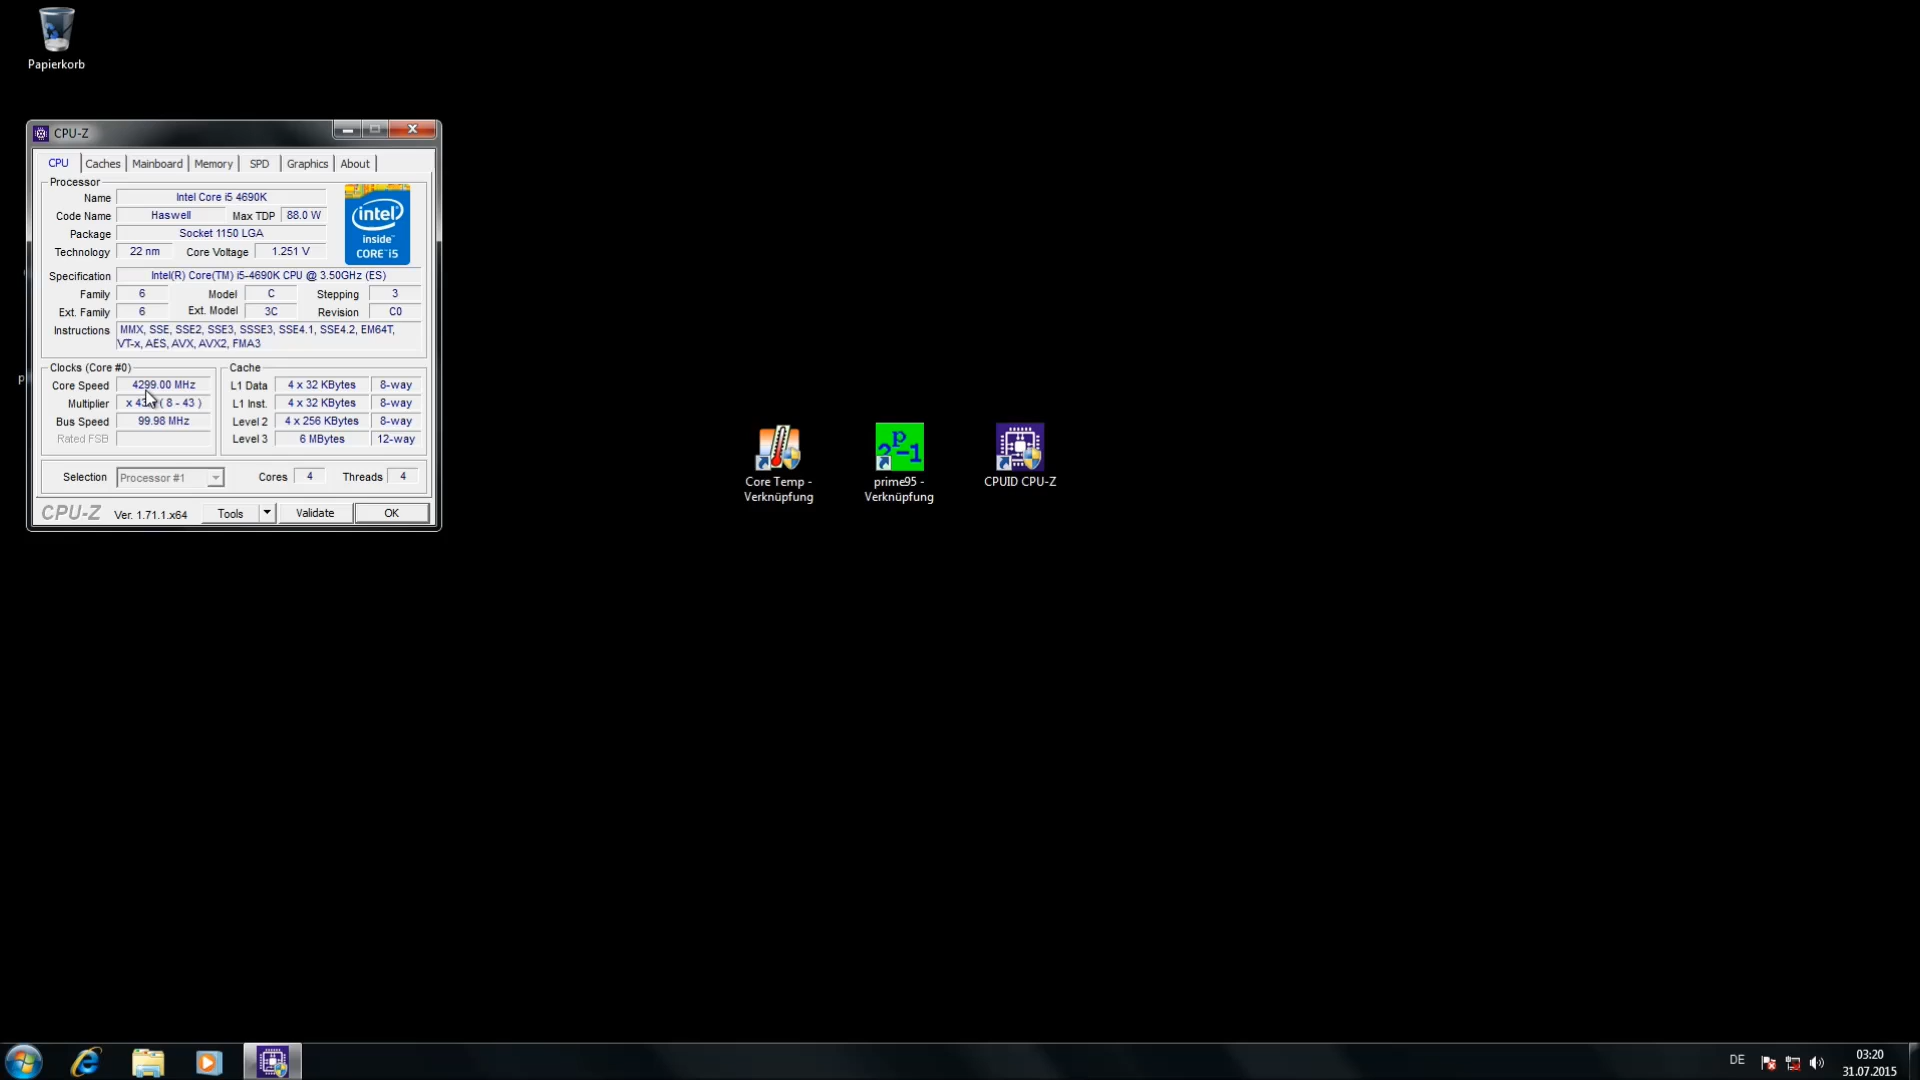 Papierkorb
CPU-Z
CPU Caches Mainboard Memory SPD Graphics About
Processor
Name Intel Core i5 4690K
Code Name Haswell Max TDP 88.0 W
Package Socket 1150 LGA
Technology 22 nm Core Voltage 1.251 V
intel
inside™
CORE™i5
Specification Intel(R) Core(TM) i5-4690K CPU @ 3.50GHz (ES)
Family 6 Model C Stepping 3
Ext. Family 6 Ext. Model 3C Revision C0
Instructions MMX, SSE, SSE2, SSE3, SSSE3, SSE4.1, SSE4.2, EM64T,
VT-x, AES, AVX, AVX2, FMA3
Clocks (Core #0) Cache
Core Speed 4299.00 MHz L1 Data 4 x 32 KBytes 8-way
Multiplier ( 8 - 43 ) L1 Inst. 4 x 32 KBytes 8-way
Bus Speed 99.98 MHz Level 2 4 x 256 KBytes 8-way
Rated FSB Level 3 6 MBytes 12-way
Selection Processor #1 Cores 4 Threads 4
CPU-Z Ver. 1.71.1.x64 Tools Validate OK
Core Temp -
Verknüpfung
2 p -1
prime95 -
Verknüpfung
CPUID CPU-Z
DE
03:20
31.07.2015